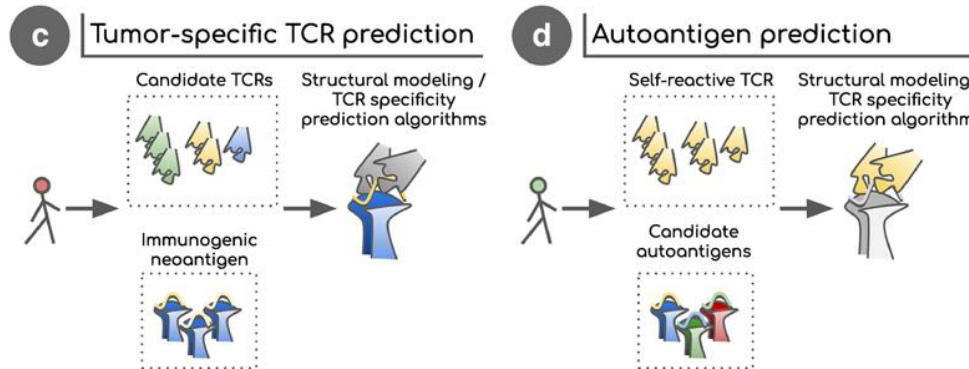 c
Tumor-specific TCR prediction
Candidate TCRs
Structural modeling /
TCR specificity
prediction algorithms
Immunogenic
neoantigen
d
Autoantigen prediction
Self-reactive TCR
Structural modeling
TCR specificity
prediction algorithm
Candidate
autoantigens